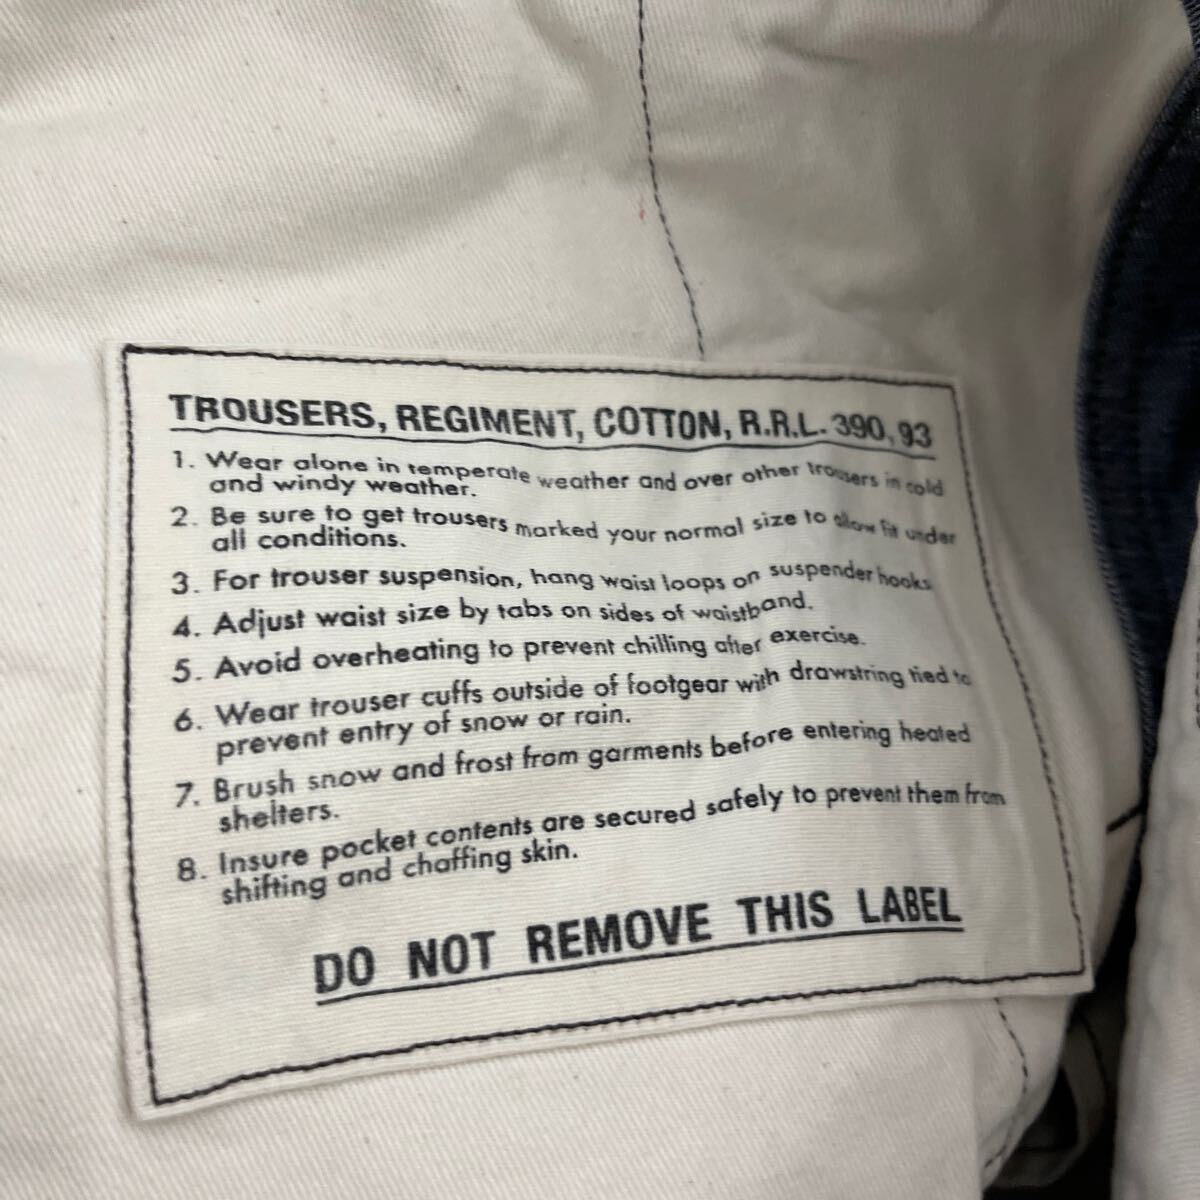 TROUSERS, REGIMENT, COTTON, R.R.L. 390,93
1. Wear alone in temperate weather and over other trousers in cold
and windy weather.
2. Be sure to get trousers marked your normal size to allow fit under
all conditions.
3. For trouser suspension, hang waist loops on suspender hooks
4. Adjust waist size by tabs on sides of waistband.
5. Avoid overheating to prevent chilling after exercise.
6. Wear trouser cuffs outside of footgear with drawstring tied to
prevent entry of snow or rain.
7. Brush snow and frost from garments before entering heated
shelters.
8. Insure pocket contents are secured safely to prevent them from
shifting and chaffing skin.
DO NOT REMOVE THIS LABEL